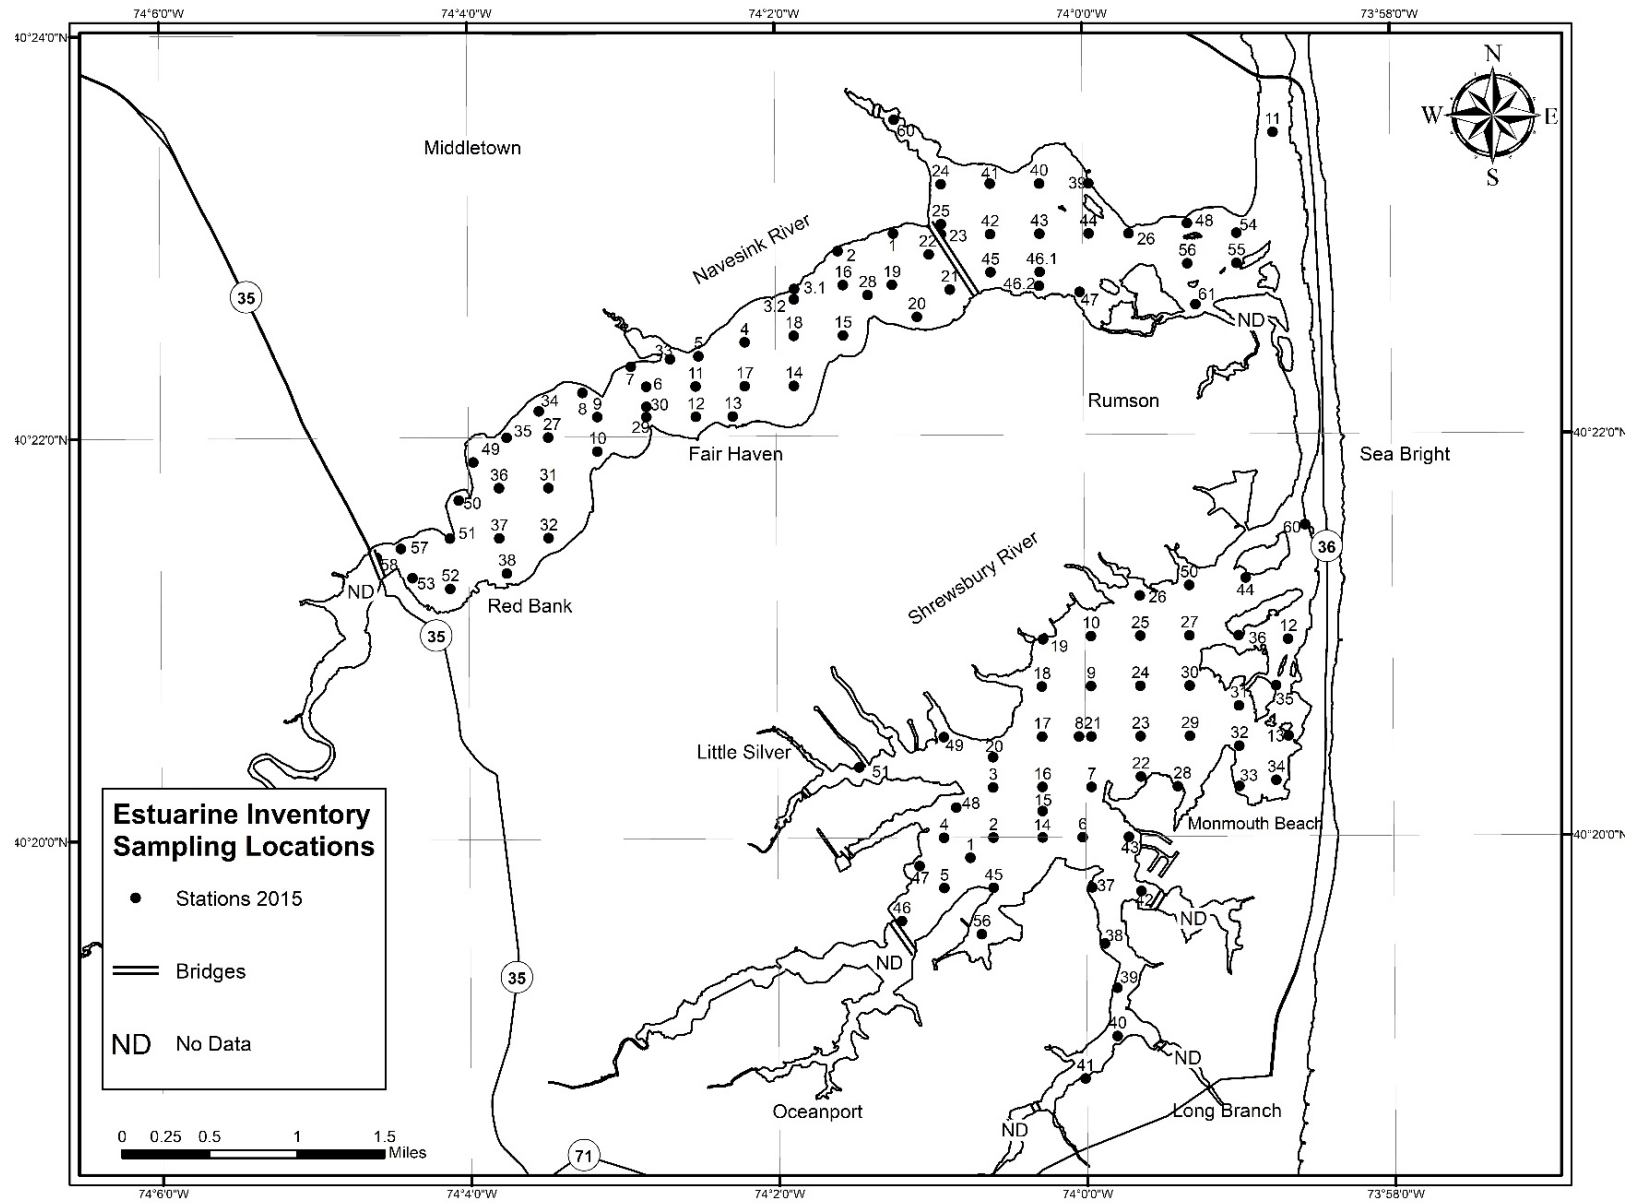 74°6'0"W
74°4'0"W
74°2'0"W
74°0'0"W
73°58'0"W
40°24'0"N
N
W
E
S
11
60
Middletown
24
41
40
39
25
42
43
44
48
54
Navesink River
1
22
23
26
2
56
55
45
46.1
16
28
19
21
46.2
47
61
3.1
3.2
35
20
ND
18
15
4
33
5
7
6
11
17
14
Rumson
34
8
9
30
12
13
29
40°22'0"N
35
27
10
40°22'0"N
Fair Haven
Sea Bright
49
36
31
50
60
51
37
32
36
57
Shrewsbury River
58
53
52
38
50
44
ND
Red Bank
26
35
10
25
27
12
19
36
18
9
24
30
31
35
17
8
21
23
29
4
13
Little Silver
49
20
32
51
3
16
7
22
28
33
34
Estuarine Inventory
Sampling Locations
48
15
Monmouth Beach
40°20'0"N
4
2
14
6
43
40°20'0"N
1
47
5
45
37
Stations 2015
42
46
56
ND
38
ND
Bridges
35
39
40
No Data
ND
ND
41
Oceanport
Long Branch
ND
0
0.25
0.5
1
1.5
Miles
71
74°6'0"W
74°4'0"W
74°2'0"W
74°0'0"W
73°58'0"W